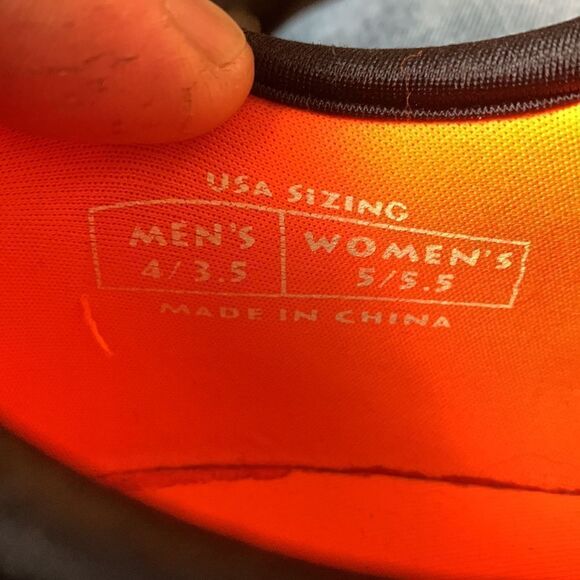 USA SIZING
MEN'S WOMEN'S
4/3.5 5/5.5
MADE IN CHINA